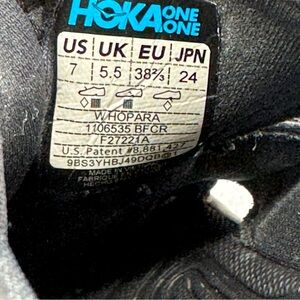 HOKA ONE ONE
US UK EU JPN
7 5.5 38⅔ 24
W HOPARA
1106535 BFCR
F27221A
U.S. Patent #8,881,427
MADE IN